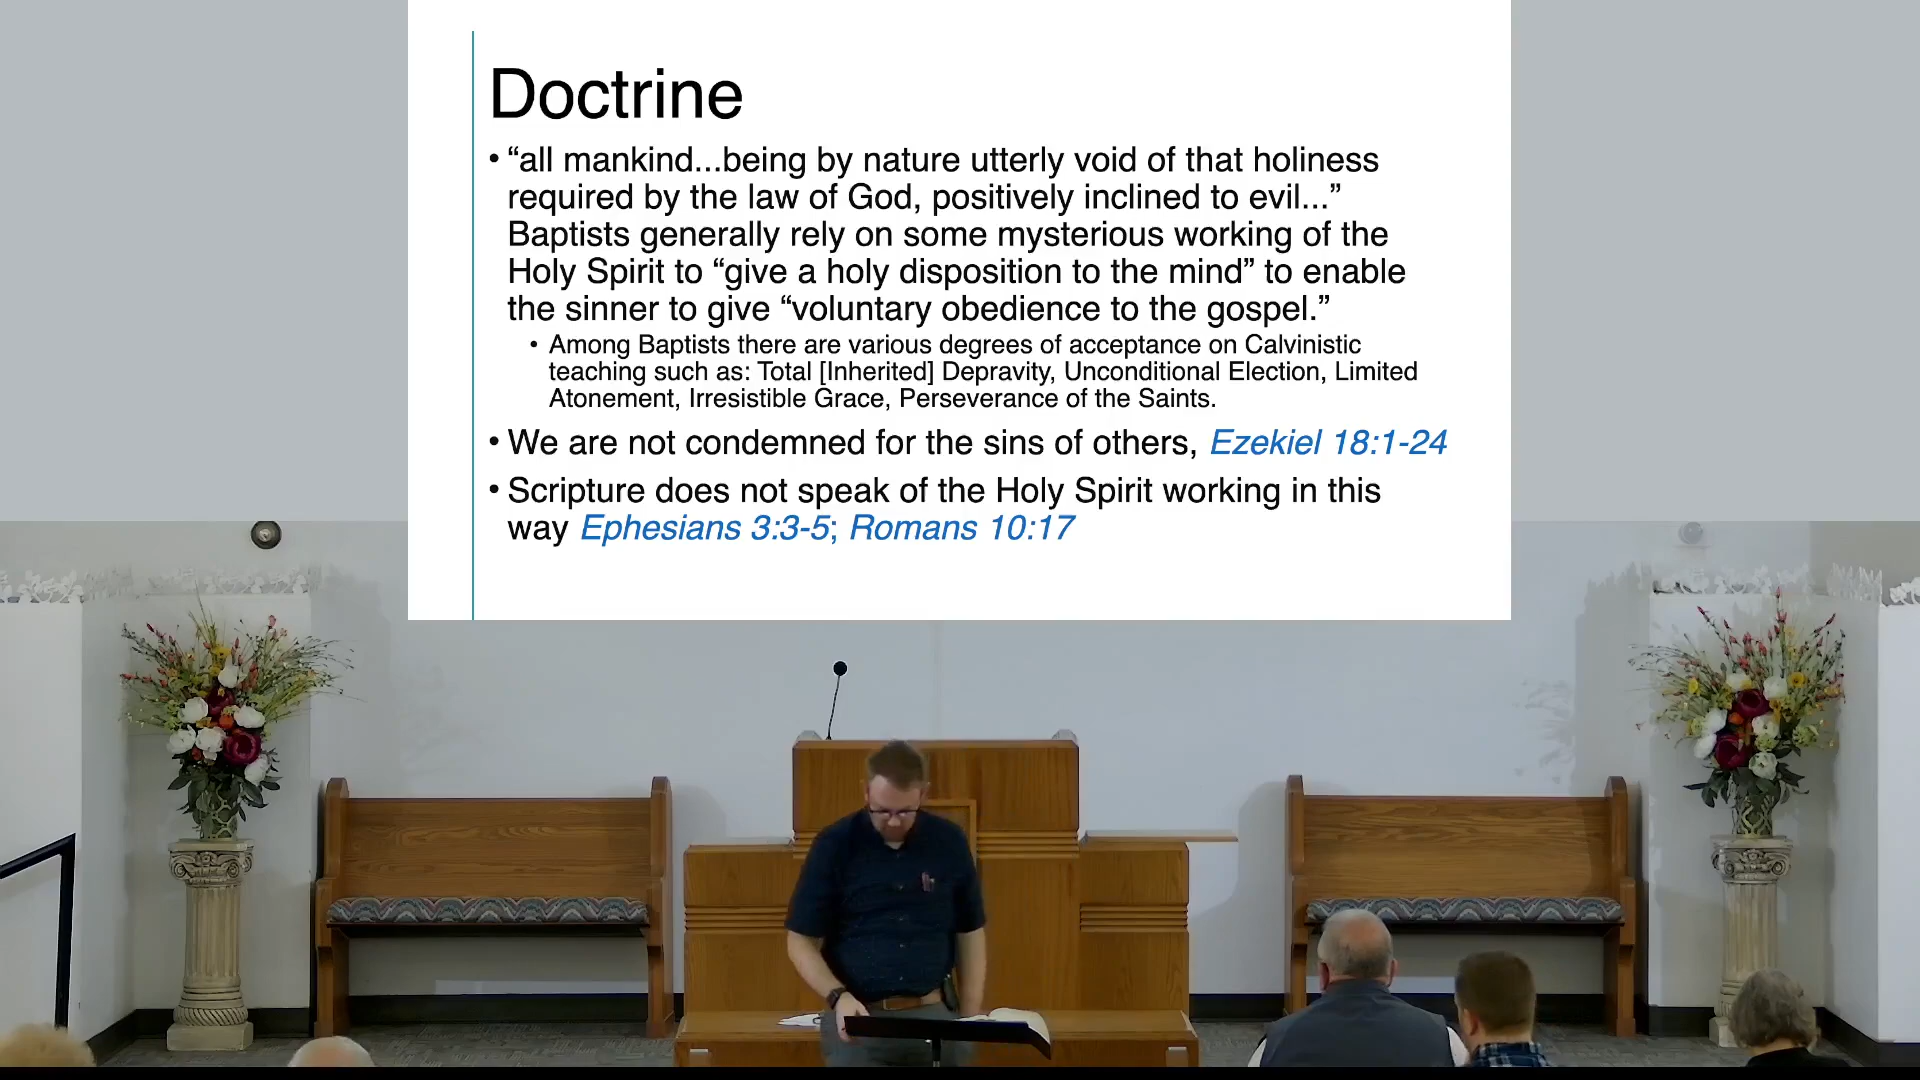 Doctrine
• “all mankind...being by nature utterly void of that holiness
required by the law of God, positively inclined to evil...”
Baptists generally rely on some mysterious working of the
Holy Spirit to “give a holy disposition to the mind” to enable
the sinner to give “voluntary obedience to the gospel.”
• Among Baptists there are various degrees of acceptance on Calvinistic
teaching such as: Total [Inherited] Depravity, Unconditional Election, Limited
Atonement, Irresistible Grace, Perseverance of the Saints.
• We are not condemned for the sins of others, Ezekiel 18:1-24
• Scripture does not speak of the Holy Spirit working in this
way Ephesians 3:3-5; Romans 10:17